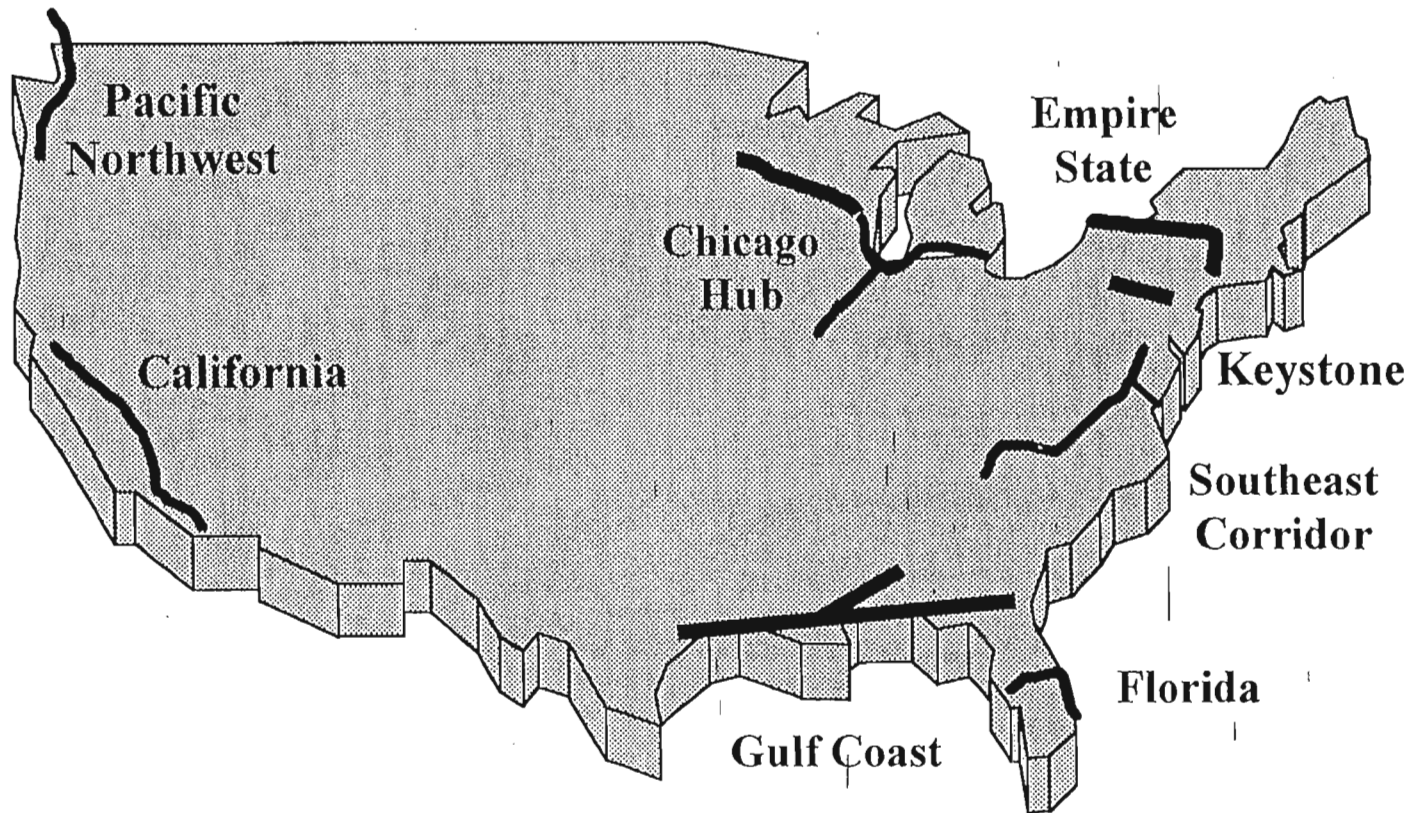 Pacific
Northwest
Empire
State
Chicago
Hub
California
Keystone
Southeast
Corridor
Florida
Gulf Coast